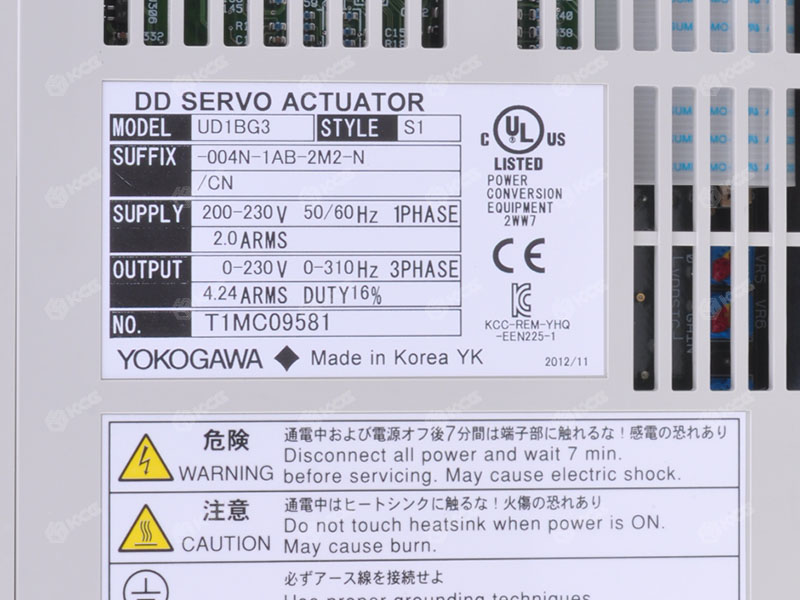 DD SERVO ACTUATOR
MODEL UD1BG3 STYLE S1
SUFFIX -004N-1AB-2M2-N
/CN
SUPPLY 200-230V 50/60Hz 1PHASE
2.0ARMS
OUTPUT 0-230V 0-310Hz 3PHASE
4.24ARMS DUTY16%
NO. T1MC09581
YOKOGAWA Made in Korea YK
C UL US
LISTED
POWER
CONVERSION
EQUIPMENT
2WW7
CE
KCC-REM-YHQ
-EEN225-1
2012/11
危険
WARNING
通電中および電源オフ後7分間は端子部に触れるな！感電の恐れあり
Disconnect all power and wait 7 min.
before servicing. May cause electric shock.
注意
CAUTION
通電中はヒートシンクに触るな！火傷の恐れあり
Do not touch heatsink when power is ON.
May cause burn.
必ずアース線を接続せよ
Use proper grounding techniques.
VR5 VR6
KCG